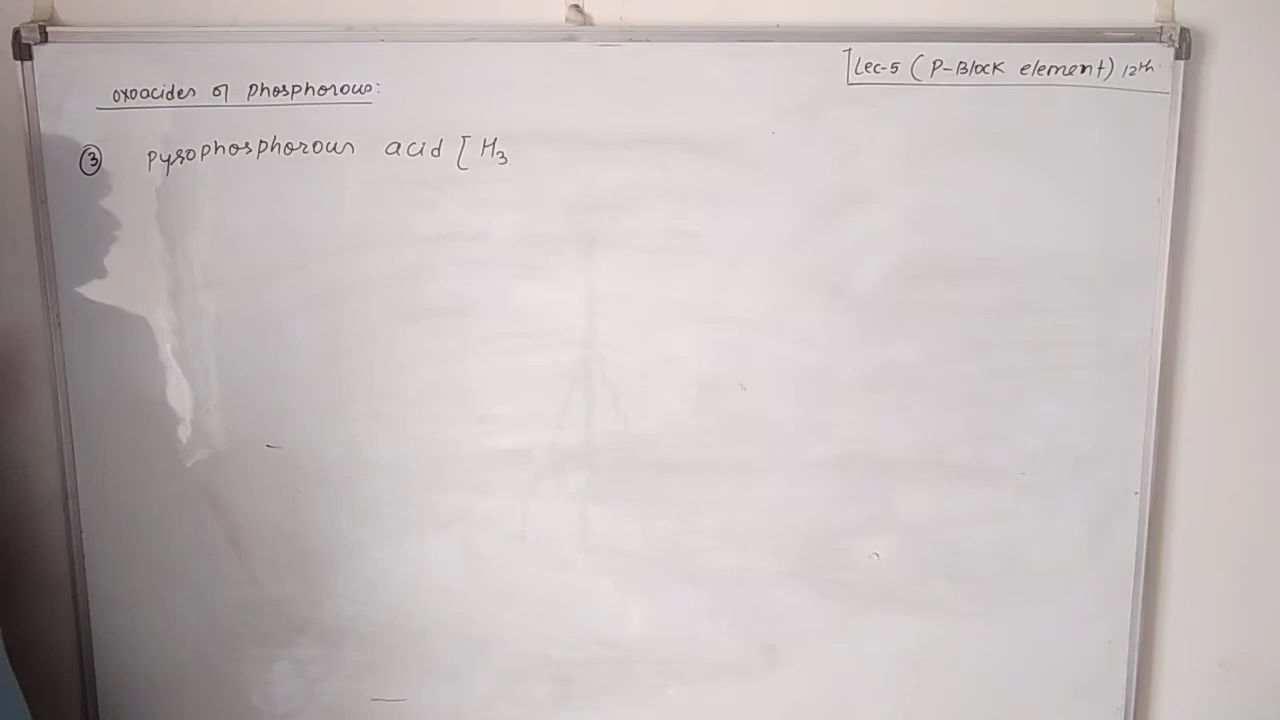 Lec-5 (P-Block element) 12th
oxoacides of phosphorous:
③ pyrophosphorous acid [H₃